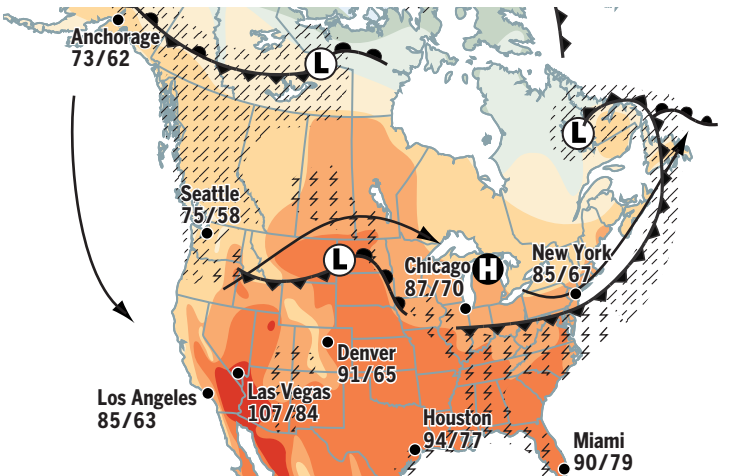 Anchorage
73/62
L
L
Seattle
75/58
L
Chicago
87/70
H
New York
85/67
Denver
91/65
Las Vegas
107/84
Los Angeles
85/63
Houston
94/77
Miami
90/79